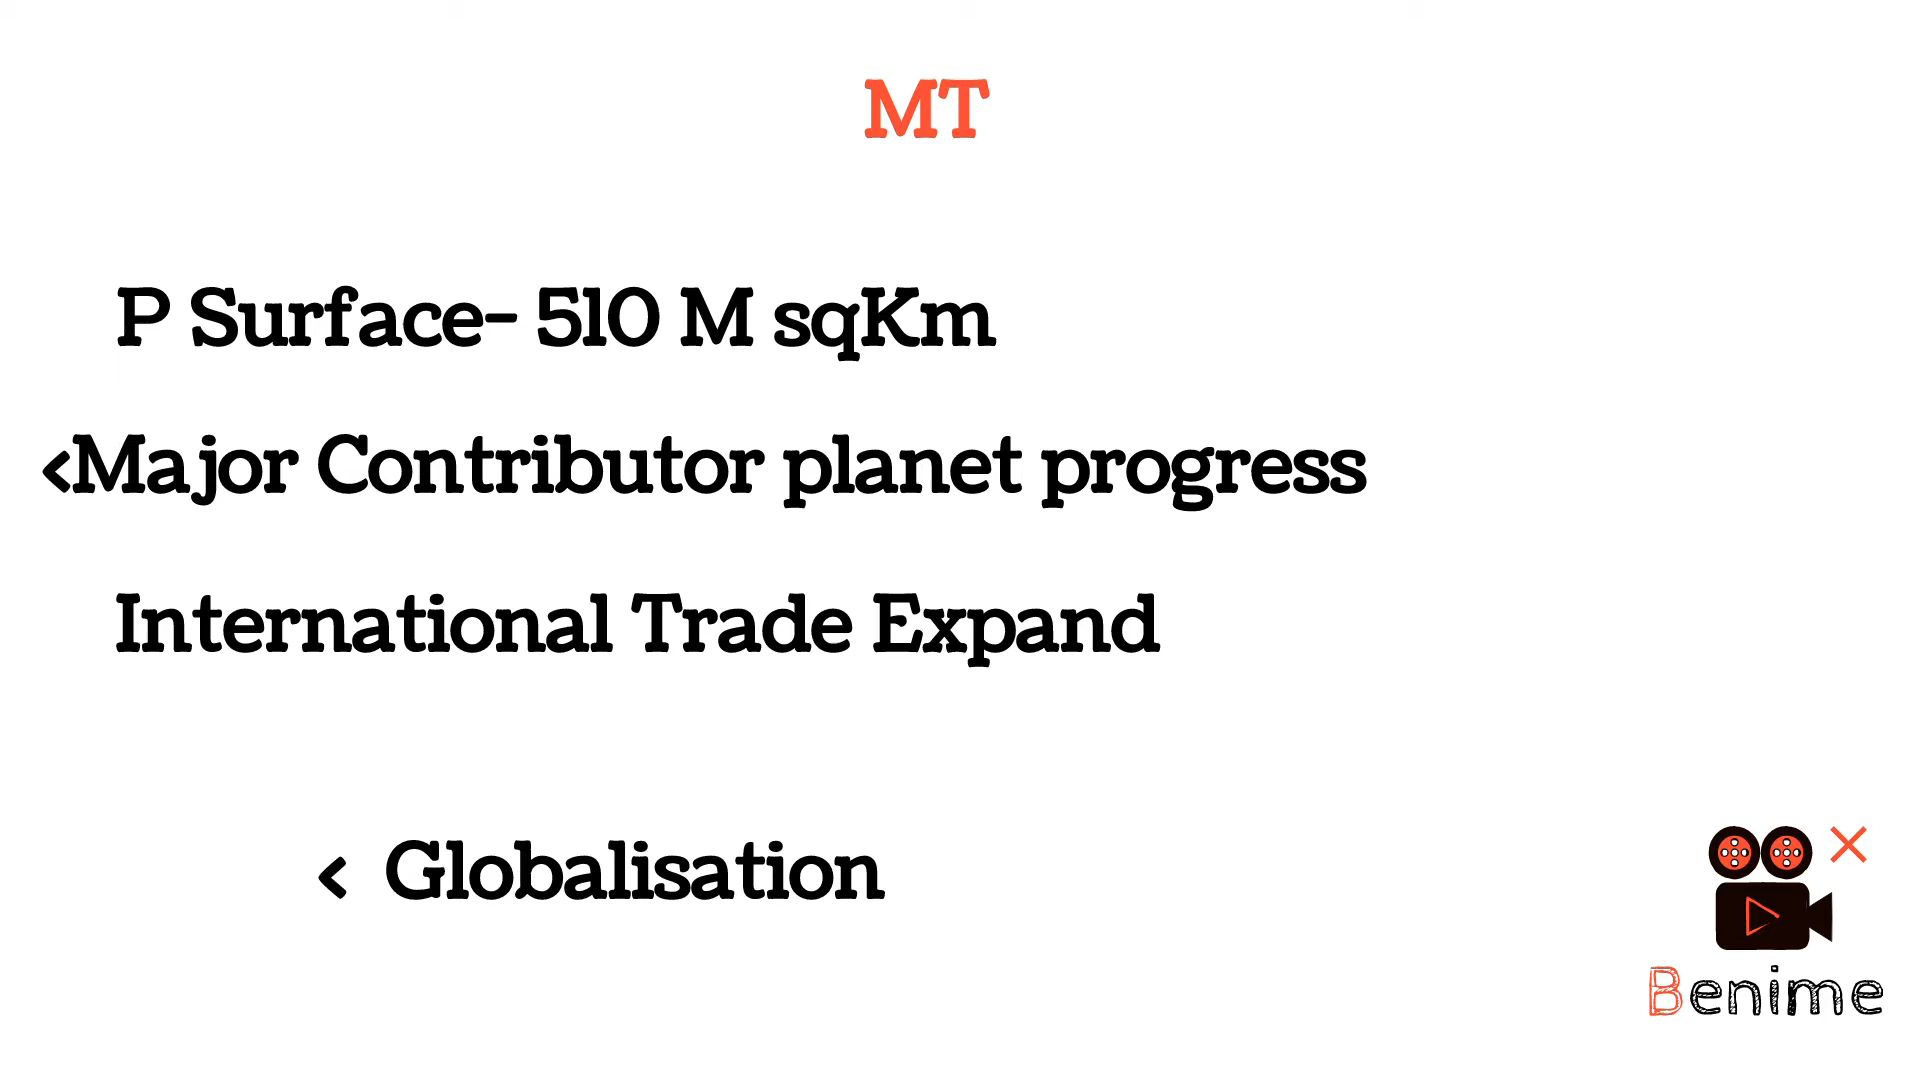 MT
P Surface- 510 M sqKm
<Major Contributor planet progress
International Trade Expand
< Globalisation
Benime